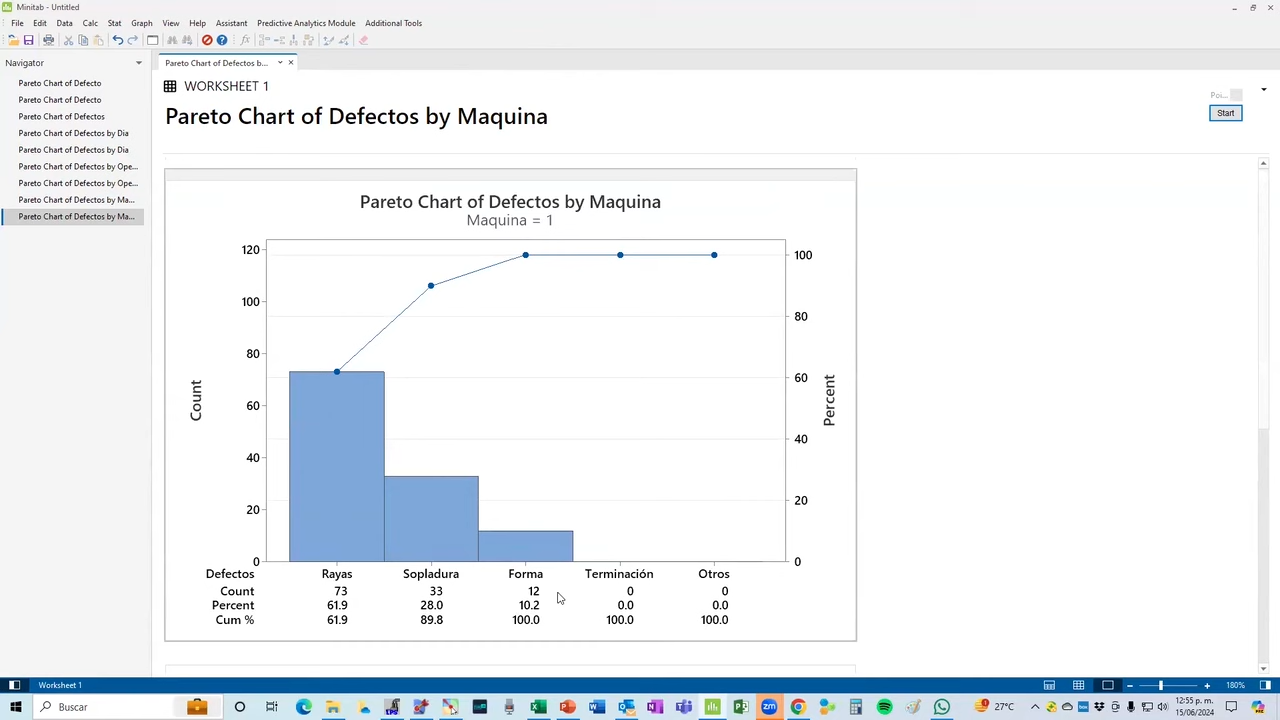 Minitab - Untitled
File Edit Data Calc Stat Graph View Help Assistant Predictive Analytics Module Additional Tools
Navigator
Pareto Chart of Defectos b...
Pareto Chart of Defecto
Pareto Chart of Defecto
Pareto Chart of Defectos
Pareto Chart of Defectos by Dia
Pareto Chart of Defectos by Dia
Pareto Chart of Defectos by Ope...
Pareto Chart of Defectos by Ope...
Pareto Chart of Defectos by Ma...
Pareto Chart of Defectos by Ma...
WORKSHEET 1
Pareto Chart of Defectos by Maquina
Poi...
Start
Pareto Chart of Defectos by Maquina
Maquina = 1
120
100
80
60
40
20
0
Count
100
80
60
40
20
0
Percent
Defectos Rayas Sopladura Forma Terminación Otros
Count 73 33 12 0 0
Percent 61.9 28.0 10.2 0.0 0.0
Cum % 61.9 89.8 100.0 100.0 100.0
Worksheet 1
180%
Buscar
27°C
12:55 p. m.
15/06/2024